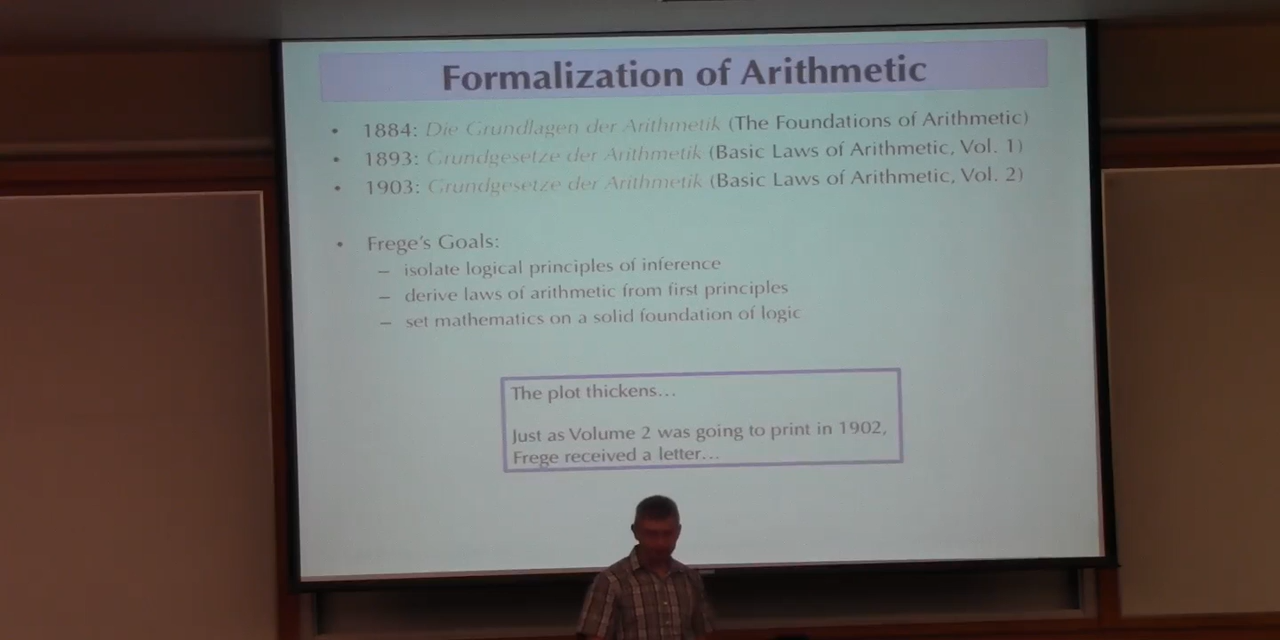 Formalization of Arithmetic
• 1884: Die Grundlagen der Arithmetik (The Foundations of Arithmetic)
• 1893: Grundgesetze der Arithmetik (Basic Laws of Arithmetic, Vol. 1)
• 1903: Grundgesetze der Arithmetik (Basic Laws of Arithmetic, Vol. 2)
• Frege's Goals:
– isolate logical principles of inference
– derive laws of arithmetic from first principles
– set mathematics on a solid foundation of logic
The plot thickens…
Just as Volume 2 was going to print in 1902,
Frege received a letter…